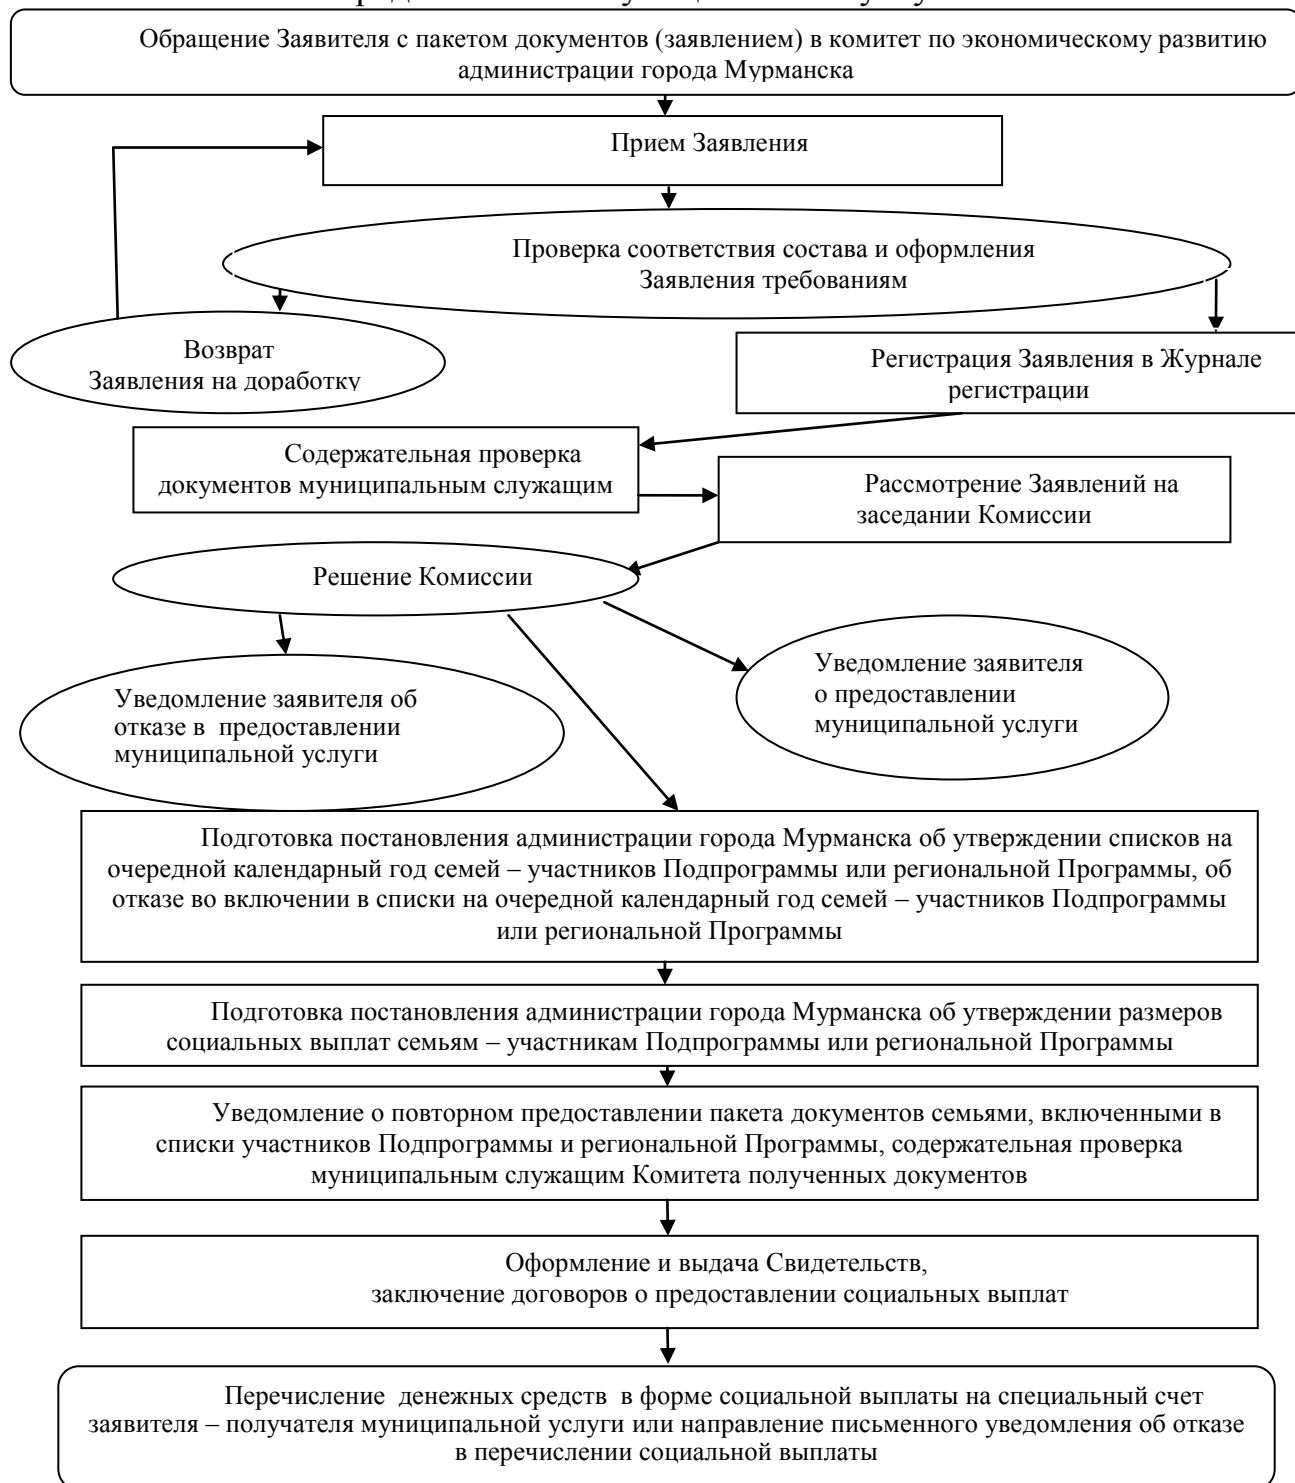 Обращение Заявителя с пакетом документов (заявлением) в комитет по экономическому развитию
администрации города Мурманска
Прием Заявления
Проверка соответствия состава и оформления
Заявления требованиям
Возврат
Заявления на доработку
Регистрация Заявления в Журнале
регистрации
Содержательная проверка
документов муниципальным служащим
Рассмотрение Заявлений на
заседании Комиссии
Решение Комиссии
Уведомление заявителя об
отказе в  предоставлении
муниципальной услуги
Уведомление заявителя
о предоставлении
муниципальной услуги
Подготовка постановления администрации города Мурманска об утверждении списков на
очередной календарный год семей – участников Подпрограммы или региональной Программы, об
отказе во включении в списки на очередной календарный год семей – участников Подпрограммы
или региональной Программы
Подготовка постановления администрации города Мурманска об утверждении размеров
социальных выплат семьям – участникам Подпрограммы или региональной Программы
Уведомление о повторном предоставлении пакета документов семьями, включенными в
списки участников Подпрограммы и региональной Программы, содержательная проверка
муниципальным служащим Комитета полученных документов
Оформление и выдача Свидетельств,
заключение договоров о предоставлении социальных выплат
Перечисление  денежных средств  в форме социальной выплаты на специальный счет
заявителя – получателя муниципальной услуги или направление письменного уведомления об отказе
в перечислении социальной выплаты